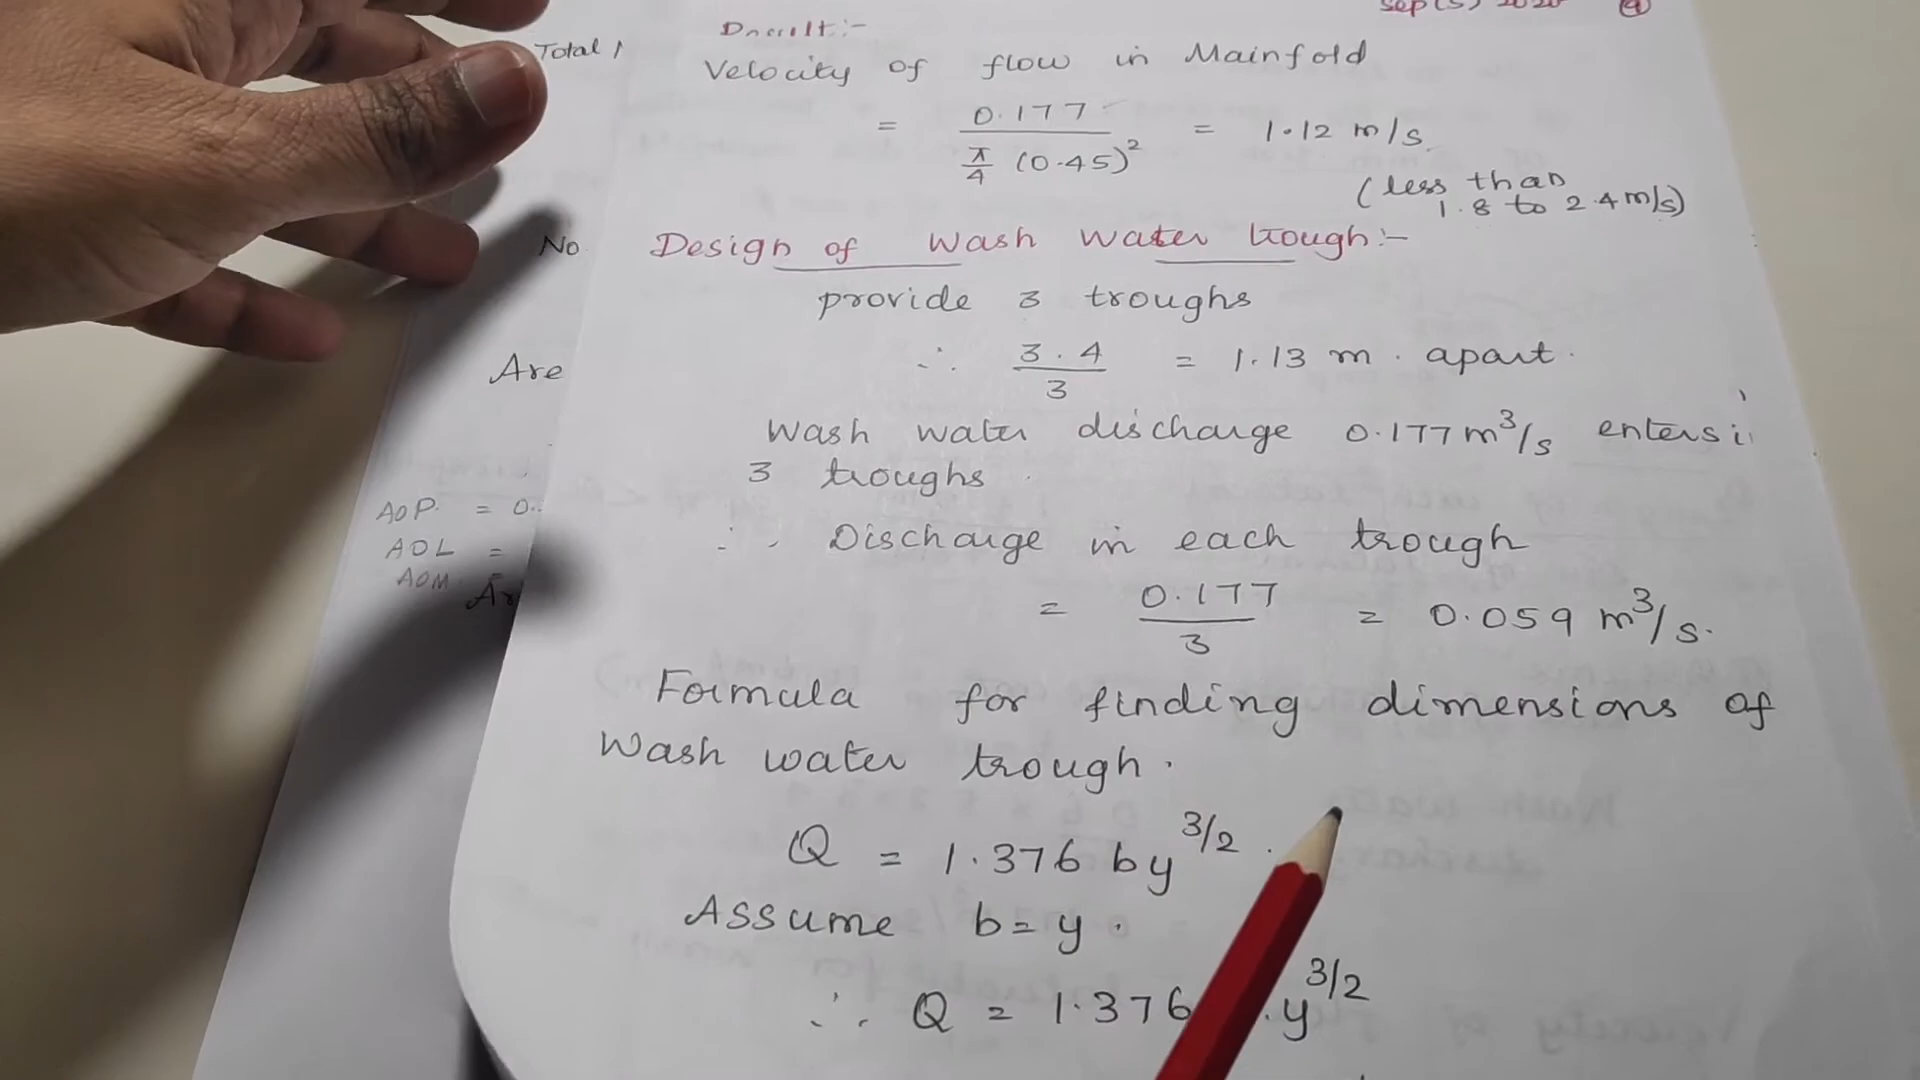 Sep(s) 2020 9
Total
Velocity of flow in Mainfold
= 0.177 / π/4 (0.45)² = 1.12 m/s
(less than
1.8 to 2.4 m/s)
No.
Design of Wash Water trough:-
provide 3 troughs
∴ 3.4 / 3 = 1.13 m. apart.
Are
Wash water discharge 0.177 m³/s enters i
3 troughs.
AOP. = 0.
AOL =
AOM =
Ar
∴ Discharge in each trough
= 0.177 / 3 = 0.059 m³/s.
Formula for finding dimensions of
Wash water trough.
Q = 1.376 by^3/2.
Assume b=y.
∴ Q = 1.376 .y^3/2